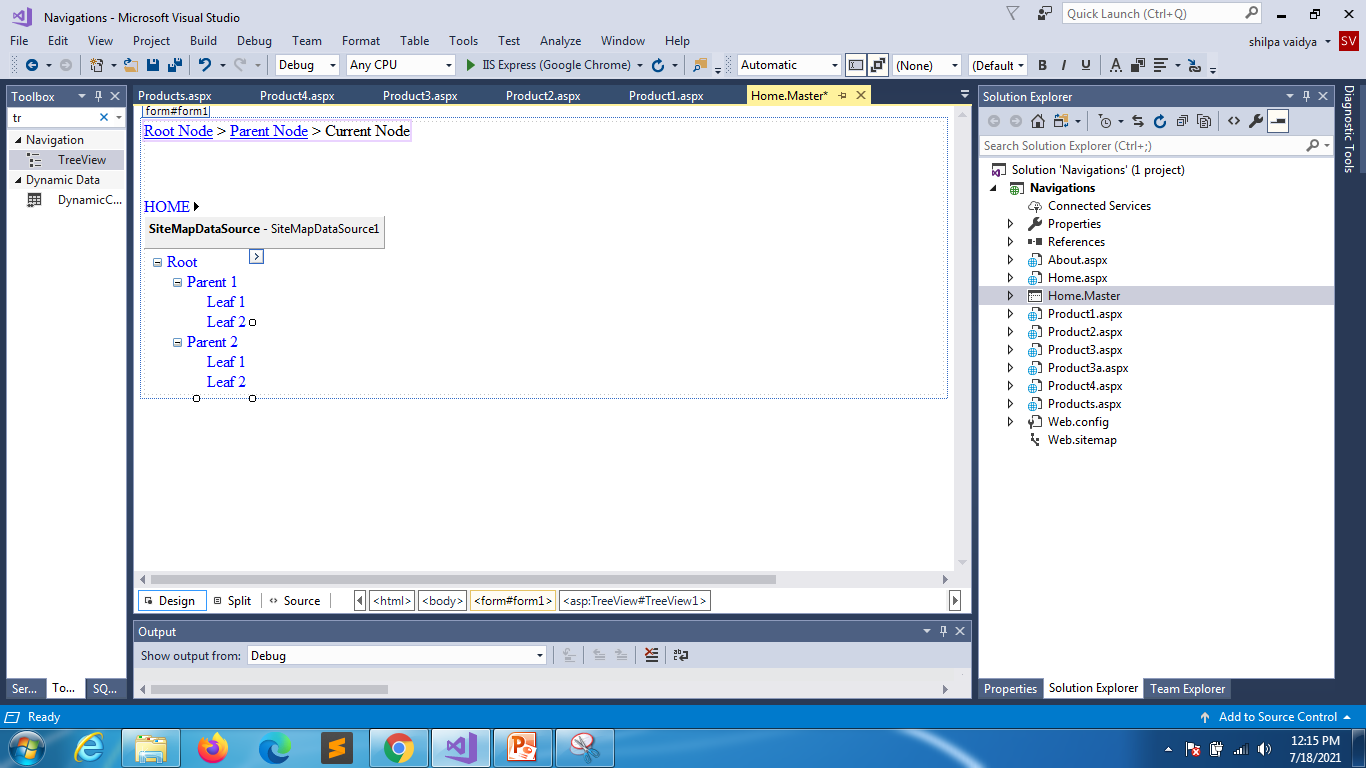 Navigations - Microsoft Visual Studio
Quick Launch (Ctrl+Q)
File Edit View Project Build Debug Team Format Table Tools Test Analyze Window Help
shilpa vaidya SV
Debug Any CPU IIS Express (Google Chrome) Automatic (None) (Default B I U A
Toolbox
tr
Navigation
TreeView
Dynamic Data
DynamicC...
Ser... To... SQ...
Products.aspx Product4.aspx Product3.aspx Product2.aspx Product1.aspx Home.Master*
form#form1
Root Node > Parent Node > Current Node
HOME
SiteMapDataSource - SiteMapDataSource1
Root
Parent 1
Leaf 1
Leaf 2
Parent 2
Leaf 1
Leaf 2
Design Split Source <html> <body> <form#form1> <asp:TreeView#TreeView1>
Output
Show output from: Debug
Solution Explorer
Search Solution Explorer (Ctrl+;)
Solution 'Navigations' (1 project)
Navigations
Connected Services
Properties
References
About.aspx
Home.aspx
Home.Master
Product1.aspx
Product2.aspx
Product3.aspx
Product3a.aspx
Product4.aspx
Products.aspx
Web.config
Web.sitemap
Properties Solution Explorer Team Explorer
Diagnostic Tools
Ready
Add to Source Control
12:15 PM
7/18/2021